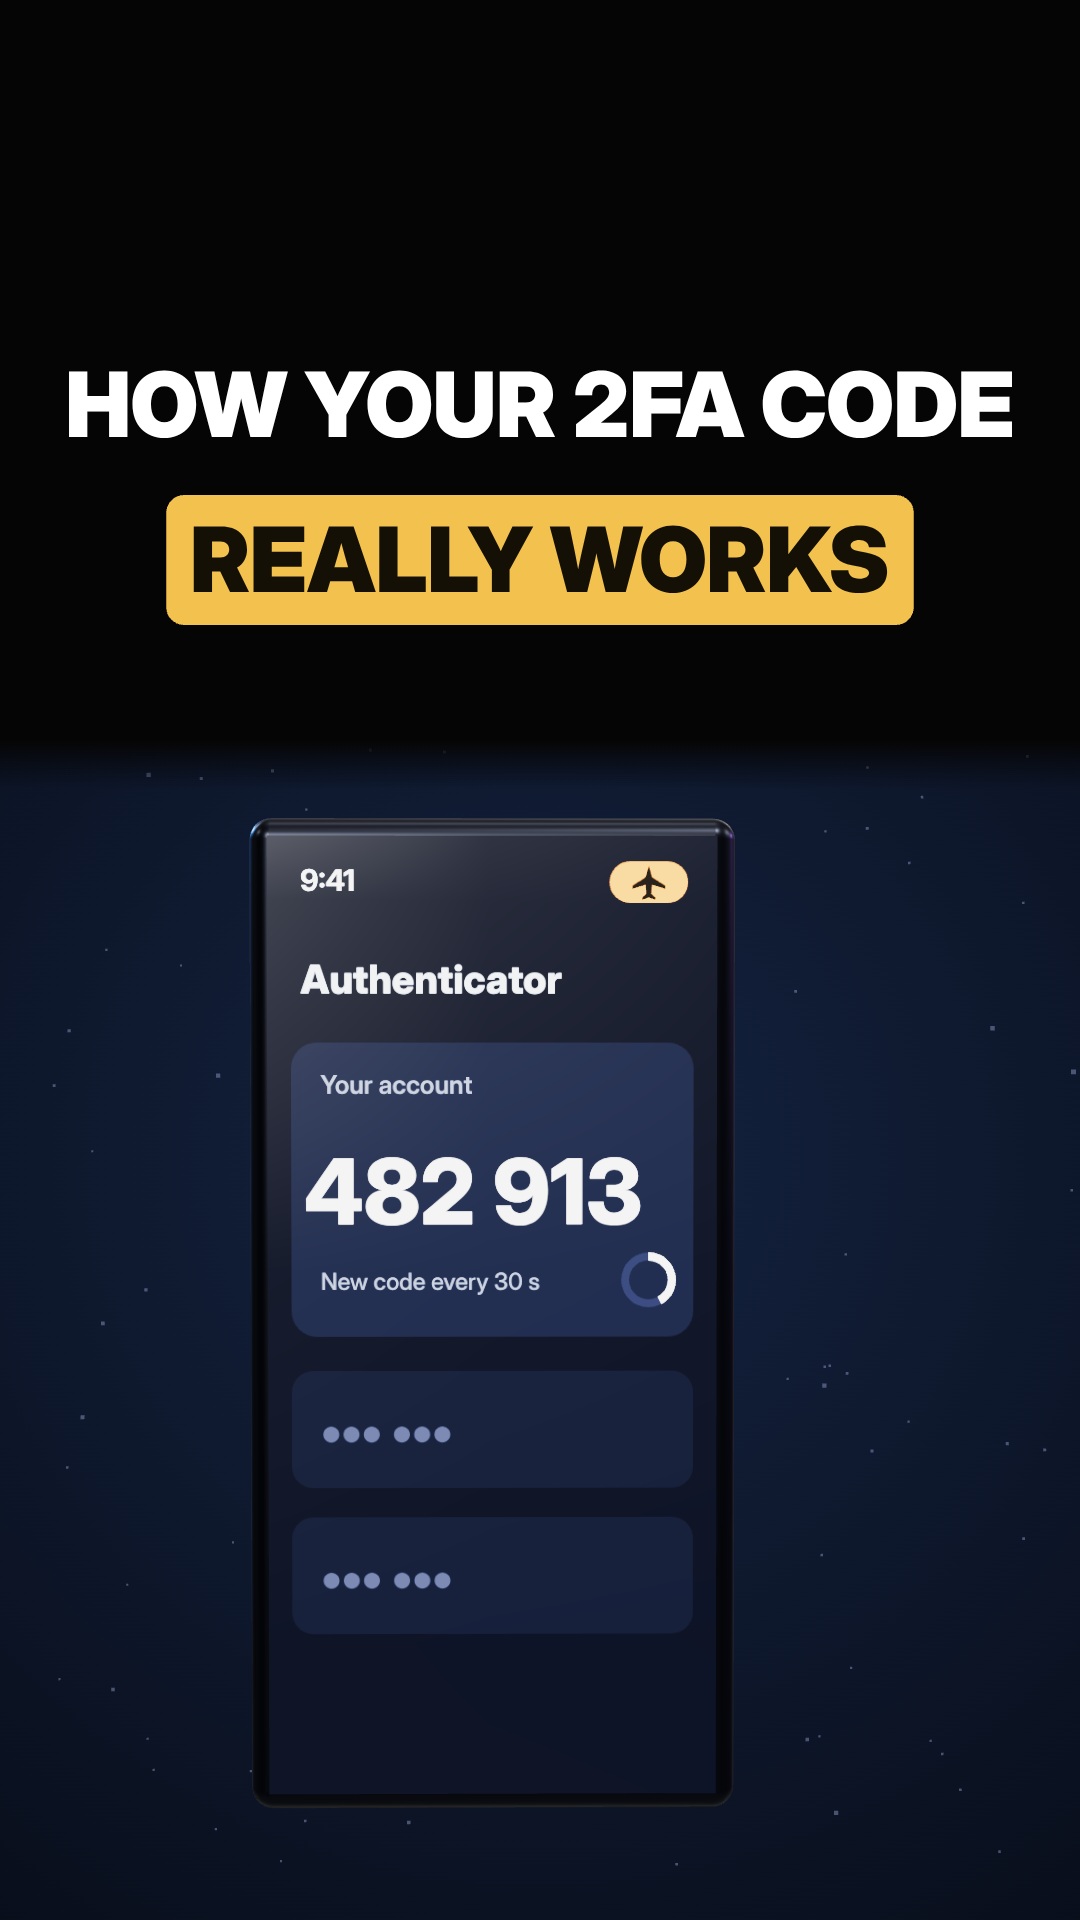 HOW YOUR 2FA CODE
REALLY WORKS
9:41
Authenticator
Your account
482 913
New code every 30 s